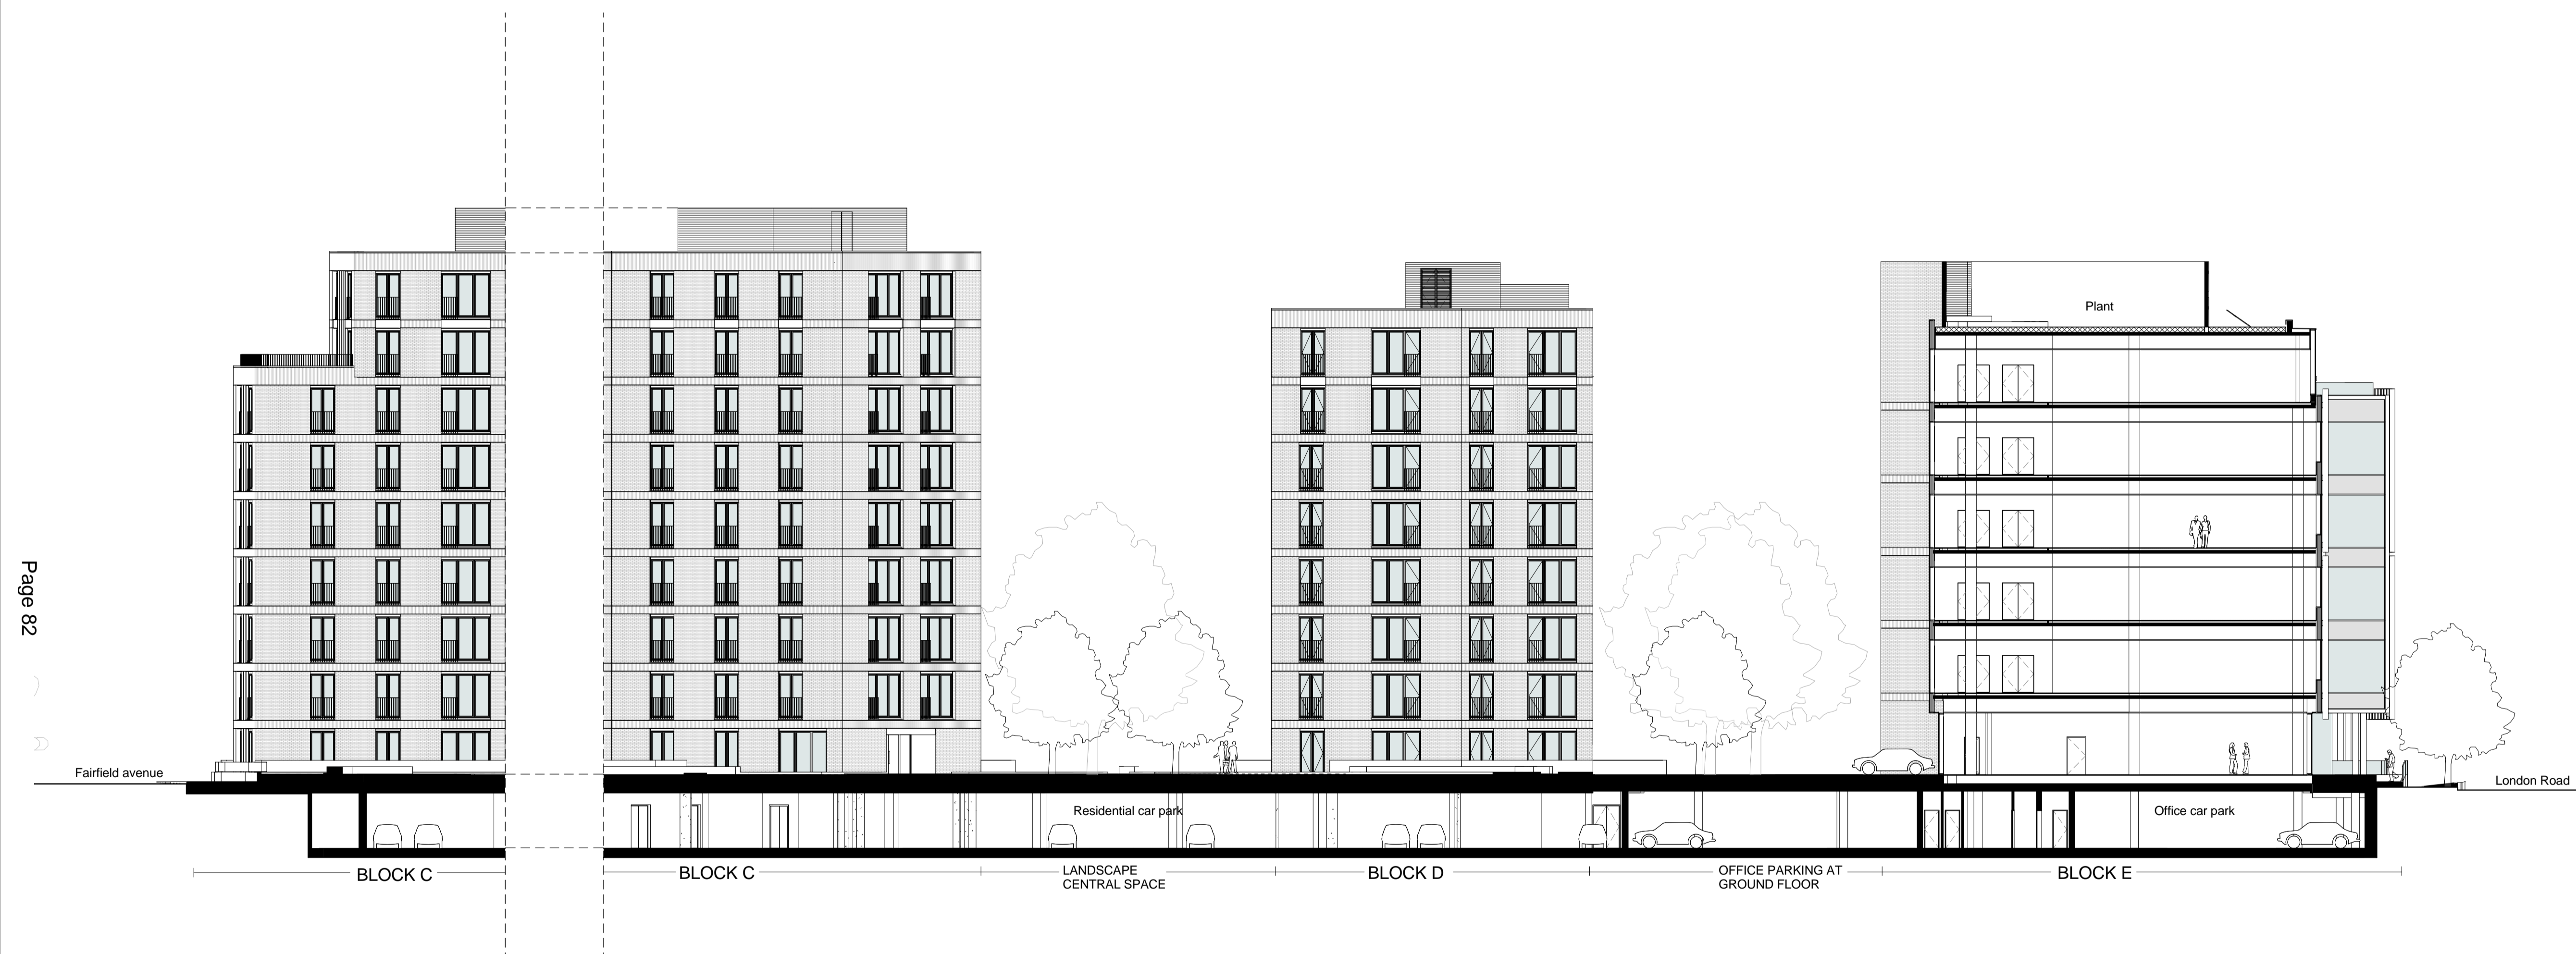 Page 82
Plant
Fairfield avenue
London Road
Residential car park
Office car park
BLOCK C
BLOCK C
LANDSCAPE
CENTRAL SPACE
BLOCK D
OFFICE PARKING AT
GROUND FLOOR
BLOCK E